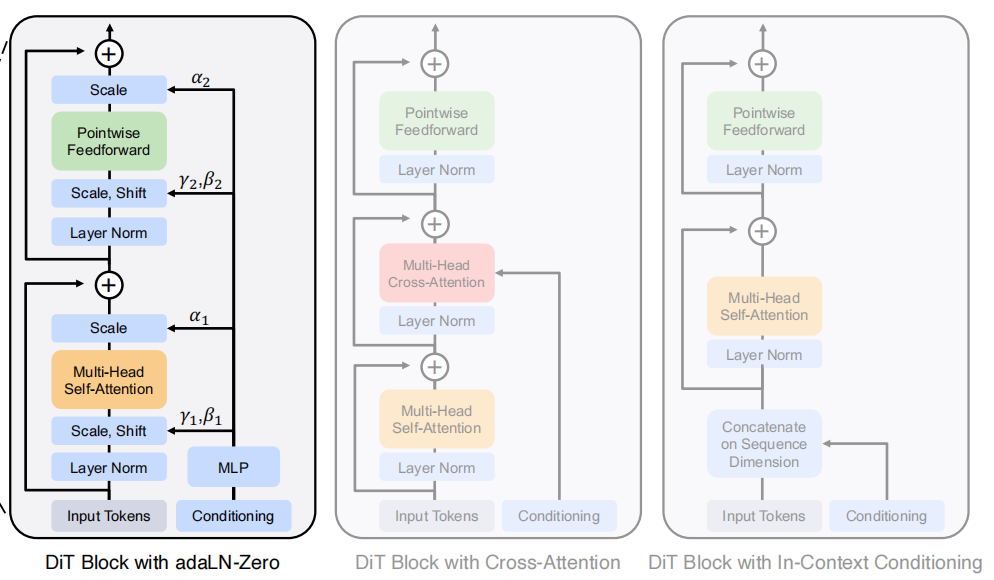 α₂
Scale
Pointwise
Feedforward
γ₂,β₂
Scale, Shift
Layer Norm
α₁
Scale
Multi-Head
Self-Attention
γ₁,β₁
Scale, Shift
Layer Norm
MLP
Input Tokens
Conditioning
DiT Block with adaLN-Zero
Pointwise
Feedforward
Layer Norm
Multi-Head
Cross-Attention
Layer Norm
Multi-Head
Self-Attention
Layer Norm
Input Tokens
Conditioning
DiT Block with Cross-Attention
Pointwise
Feedforward
Layer Norm
Multi-Head
Self-Attention
Layer Norm
Concatenate
on Sequence
Dimension
Input Tokens
Conditioning
DiT Block with In-Context Conditioning